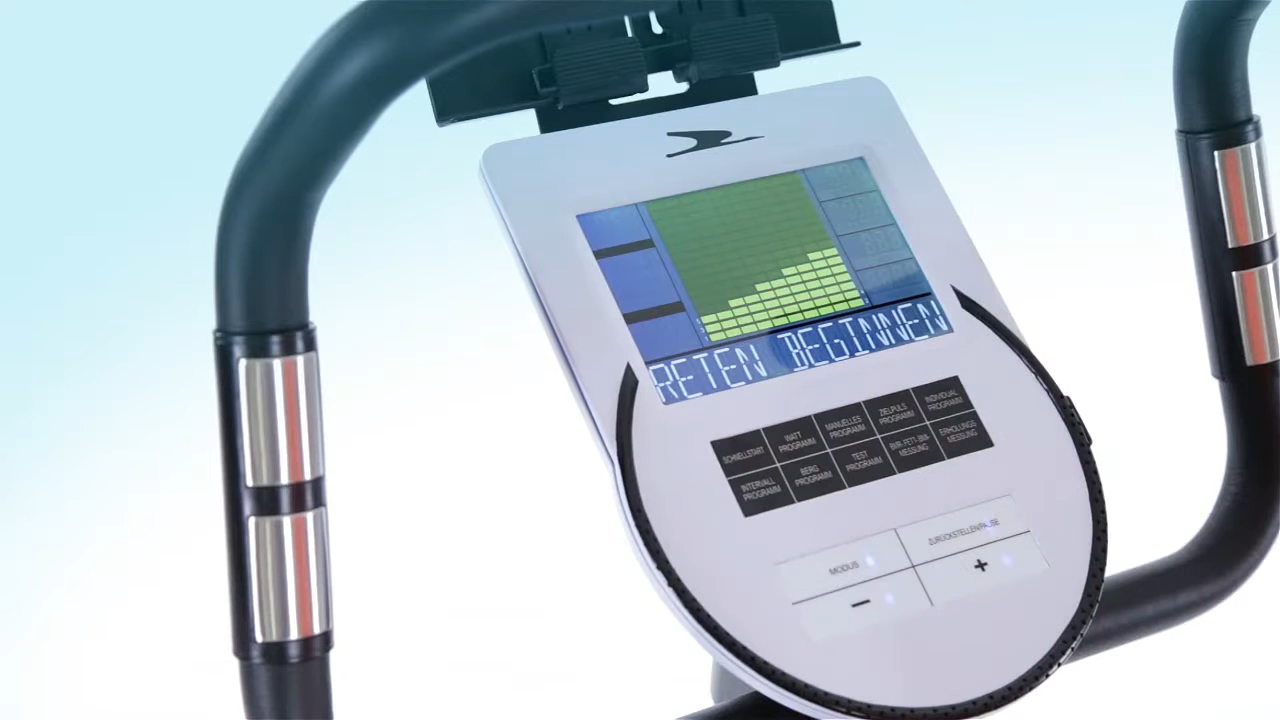 RETEN BEGINNEN
SCHNELLSTART
WATT
PROGRAMM
MANUELLES
PROGRAMM
ZIELPULS
PROGRAMM
INDIVIDUAL
PROGRAMM
INTERVALL
PROGRAMM
BERG
PROGRAMM
TEST
PROGRAMM
BMR-FETT-BMI-
MESSUNG
ERHOLUNGS
MESSUNG
MODUS
ZURÜCKSTELLEN/PAUSE
−
+